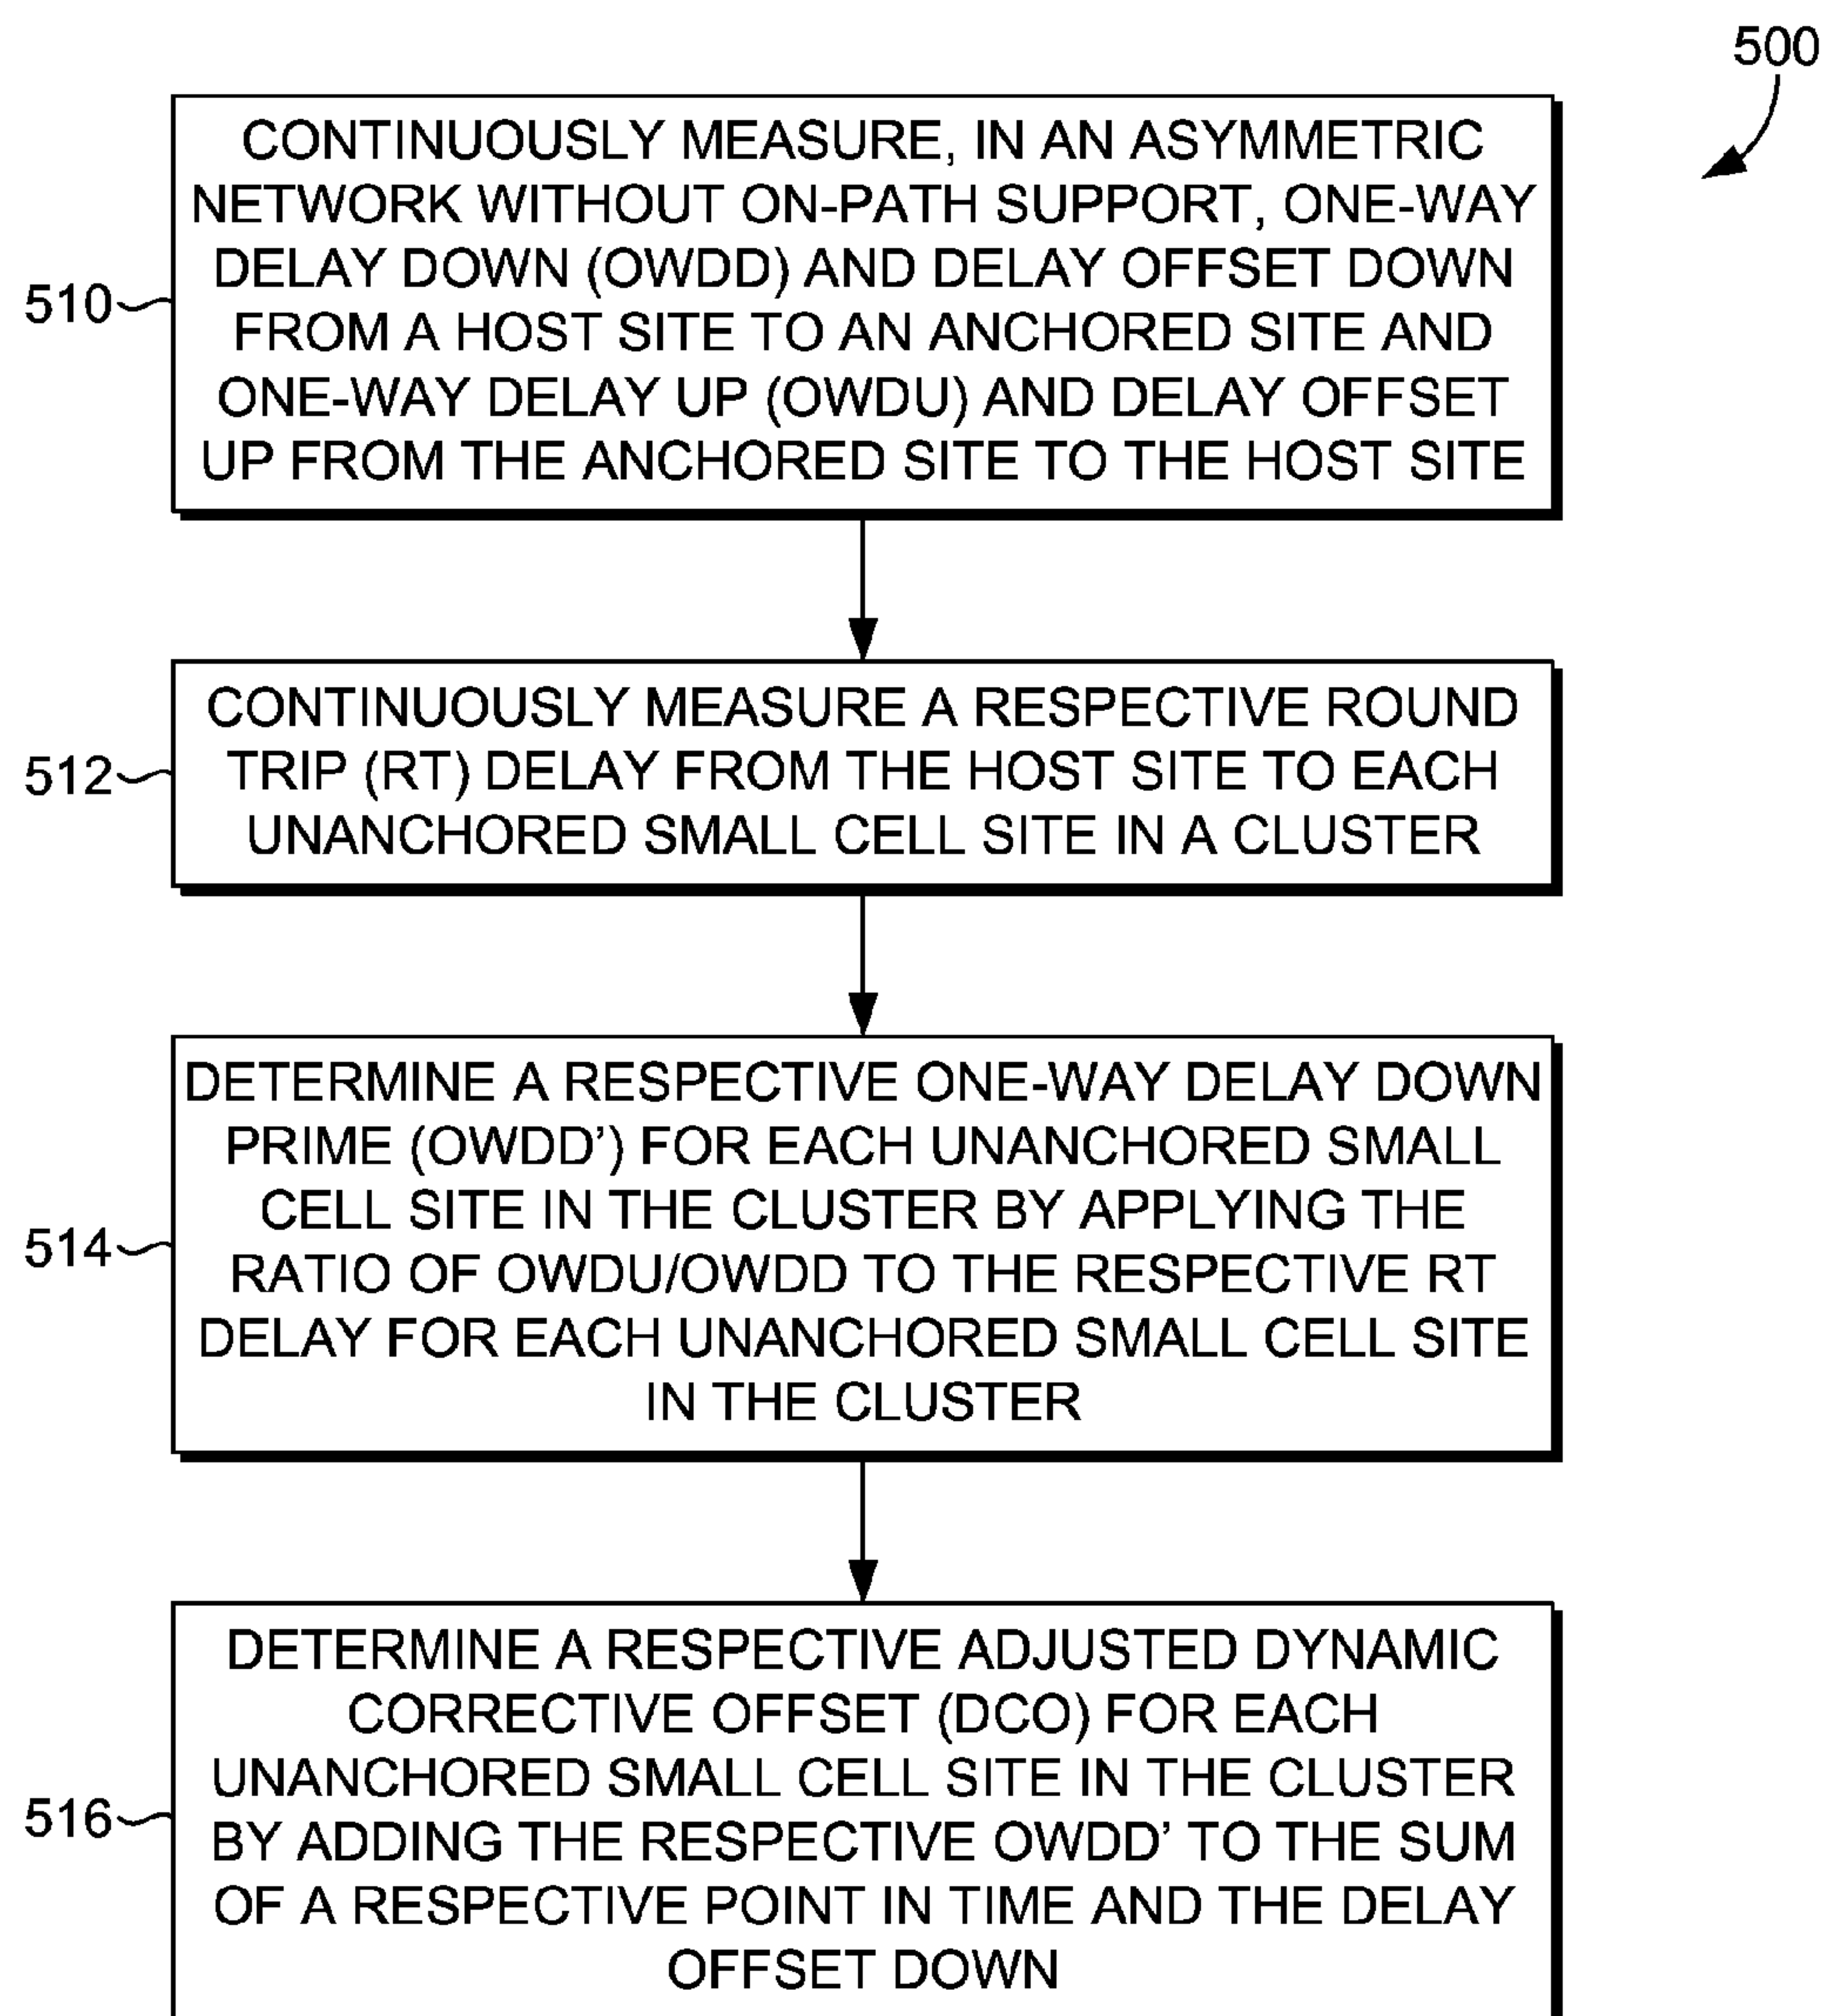 500
CONTINUOUSLY MEASURE, IN AN ASYMMETRIC
NETWORK WITHOUT ON-PATH SUPPORT, ONE-WAY
DELAY DOWN (OWDD) AND DELAY OFFSET DOWN
FROM A HOST SITE TO AN ANCHORED SITE AND
ONE-WAY DELAY UP (OWDU) AND DELAY OFFSET
UP FROM THE ANCHORED SITE TO THE HOST SITE
510
CONTINUOUSLY MEASURE A RESPECTIVE ROUND
TRIP (RT) DELAY FROM THE HOST SITE TO EACH
UNANCHORED SMALL CELL SITE IN A CLUSTER
512
DETERMINE A RESPECTIVE ONE-WAY DELAY DOWN
PRIME (OWDD’) FOR EACH UNANCHORED SMALL
CELL SITE IN THE CLUSTER BY APPLYING THE
RATIO OF OWDU/OWDD TO THE RESPECTIVE RT
DELAY FOR EACH UNANCHORED SMALL CELL SITE
IN THE CLUSTER
514
DETERMINE A RESPECTIVE ADJUSTED DYNAMIC
CORRECTIVE OFFSET (DCO) FOR EACH
UNANCHORED SMALL CELL SITE IN THE CLUSTER
BY ADDING THE RESPECTIVE OWDD’ TO THE SUM
OF A RESPECTIVE POINT IN TIME AND THE DELAY
OFFSET DOWN
516